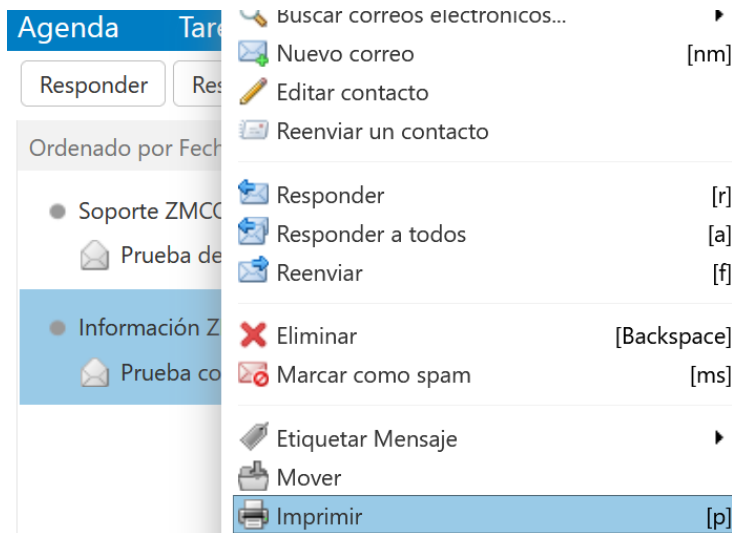 Agenda
Buscar correos electrónicos...
Nuevo correo [nm]
Responder
Editar contacto
Reenviar un contacto
Ordenado por
Responder [r]
Soporte
Responder a todos [a]
Prueba
Reenviar [f]
Información
Eliminar [Backspace]
Prueba
Marcar como spam [ms]
Etiquetar Mensaje
Mover
Imprimir [p]